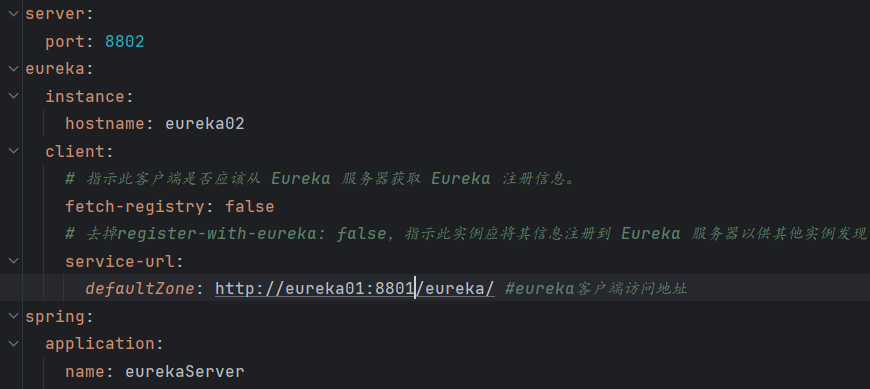 server:
port: 8802
eureka:
instance:
hostname: eureka02
client:
# 指示此客户端是否应该从 Eureka 服务器获取 Eureka 注册信息。
fetch-registry: false
# 去掉register-with-eureka: false，指示此实例应将其信息注册到 Eureka 服务器以供其他实例发现
service-url:
defaultZone: http://eureka01:8801/eureka/ #eureka客户端访问地址
spring:
application:
name: eurekaServer